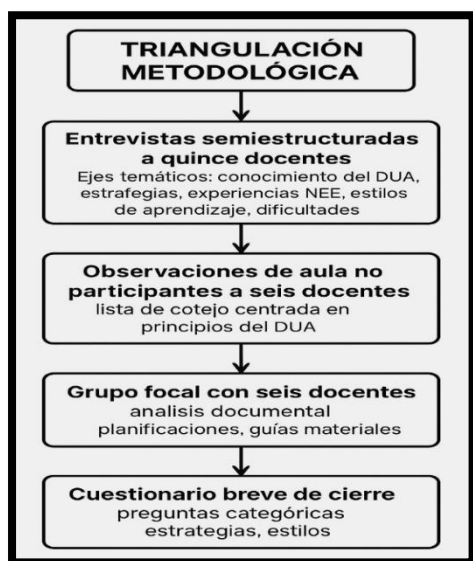 TRIANGULACIÓN
METODOLÓGICA
Entrevistas semiestructuradas
a quince docentes
Ejes temáticos: conocimiento del DUA,
estrafegias, experiencias NEE, estilos
de aprendizaje, dificultades
Observaciones de aula no
participantes a seis docentes
lista de cotejo centrada en
principios del DUA
Grupo focal con seis docentes
analisis documental
planificaciones, guías materiales
Cuestionario breve de cierre
preguntas categóricas
estrategias, estilos